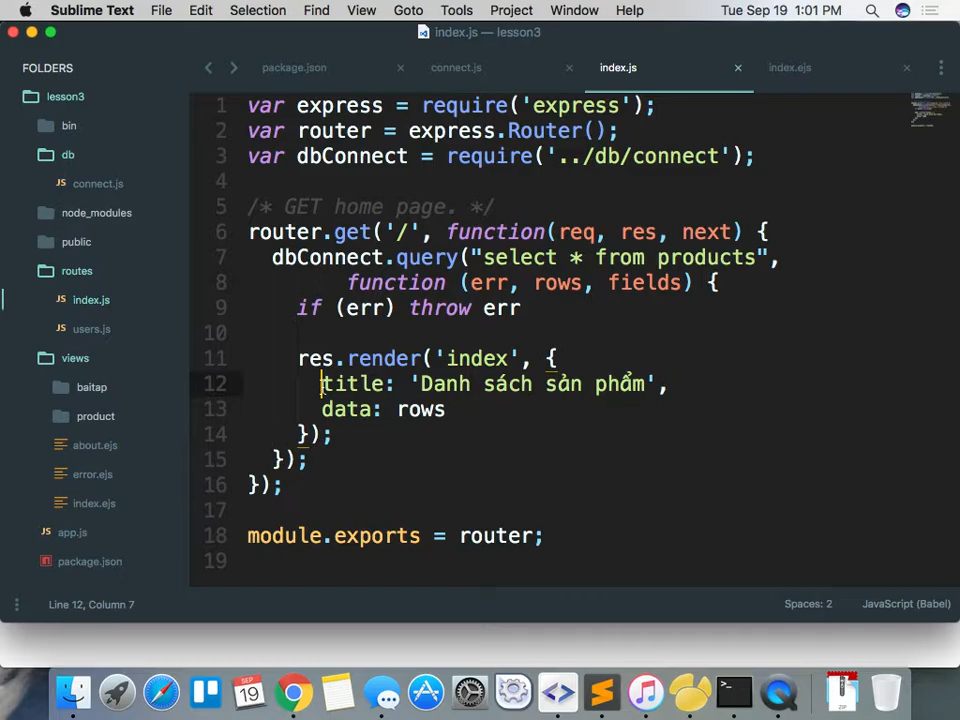 Sublime Text File Edit Selection Find View Goto Tools Project Window Help Tue Sep 19 1:01 PM
index.js — lesson3
FOLDERS
lesson3
bin
db
connect.js
node_modules
public
routes
index.js
users.js
views
baitap
product
about.ejs
error.ejs
index.ejs
app.js
package.json
package.json connect.js index.js index.ejs
1 var express = require('express');
2 var router = express.Router();
3 var dbConnect = require('../db/connect');
4
5 /* GET home page. */
6 router.get('/', function(req, res, next) {
7 dbConnect.query("select * from products",
8 function (err, rows, fields) {
9 if (err) throw err
10
11 res.render('index', {
12 title: 'Danh sách sản phẩm',
13 data: rows
14 });
15 });
16 });
17
18 module.exports = router;
19
Line 12, Column 7 Spaces: 2 JavaScript (Babel)
19
ZIP